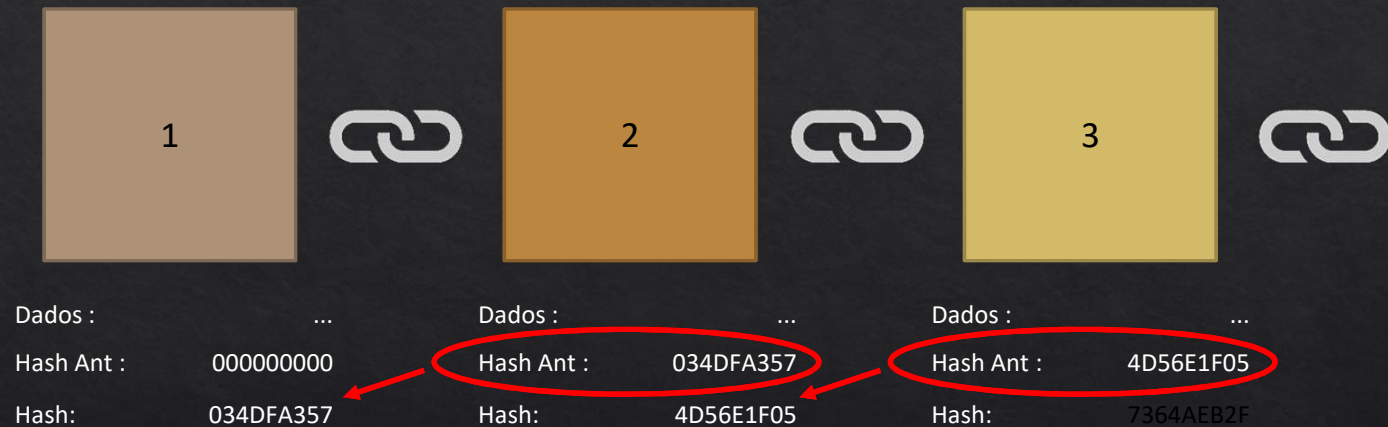 1
2
3
Dados : ...
Hash Ant : 000000000
Hash: 034DFA357
Dados : ...
Hash Ant : 034DFA357
Hash: 4D56E1F05
Dados : ...
Hash Ant : 4D56E1F05
Hash: 7364AEB2F